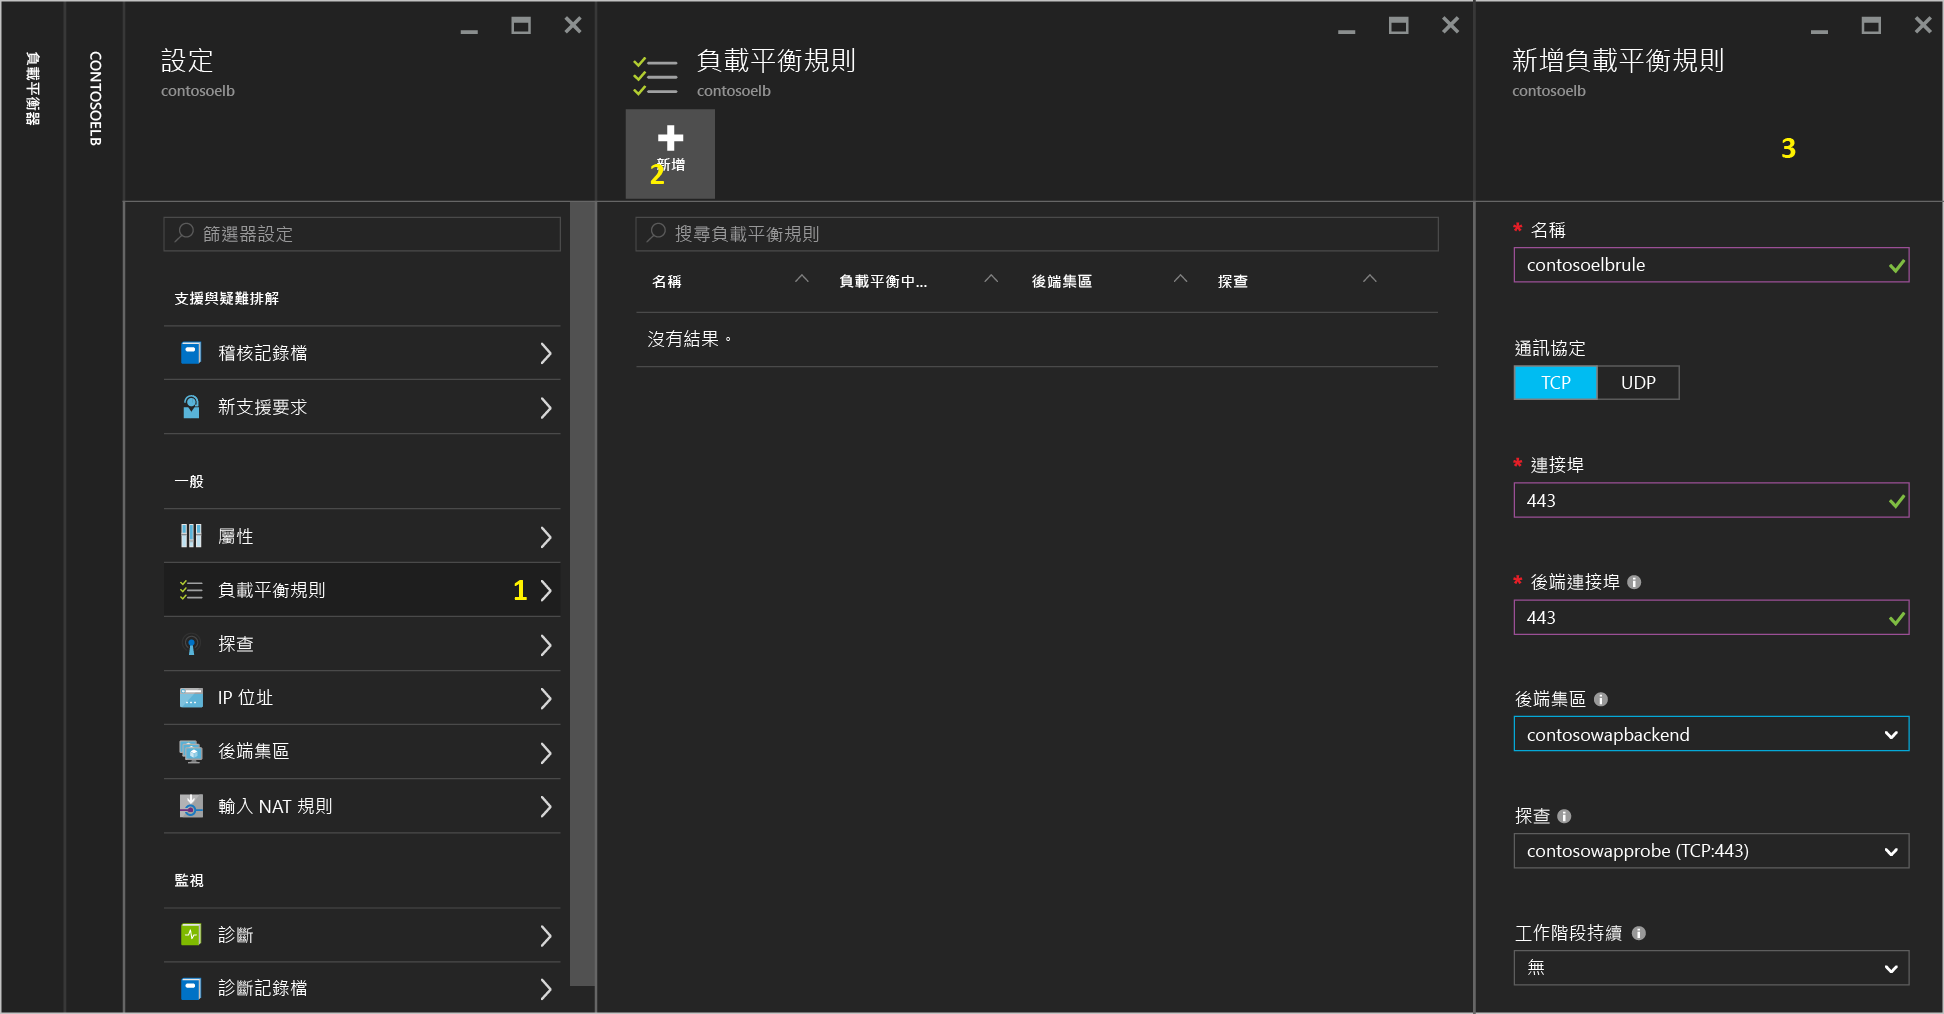 負載平衡器
CONTOSOELB
設定
contosoelb
篩選器設定
支援與疑難排解
稽核記錄檔
新支援要求
一般
屬性
負載平衡規則
1
探查
IP 位址
後端集區
輸入 NAT 規則
監視
診斷
診斷記錄檔
負載平衡規則
contosoelb
新增
2
搜尋負載平衡規則
名稱 負載平衡中... 後端集區 探查
沒有結果。
新增負載平衡規則
contosoelb
3
* 名稱
contosoelbrule
通訊協定
TCP UDP
* 連接埠
443
* 後端連接埠
443
後端集區
contosowapbackend
探查
contosowapprobe (TCP:443)
工作階段持續
無